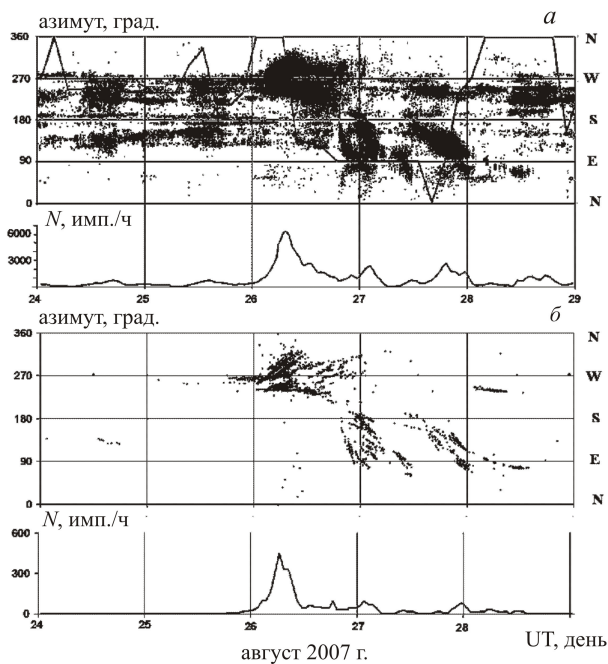 азимут, град.
а
360
N
270
W
180
S
90
E
0
N
N, имп./ч
6000
3000
24
25
26
27
28
29
азимут, град.
б
360
N
270
W
180
S
90
E
0
N
N, имп./ч
600
300
0
24
25
26
27
28
UT, день
август 2007 г.